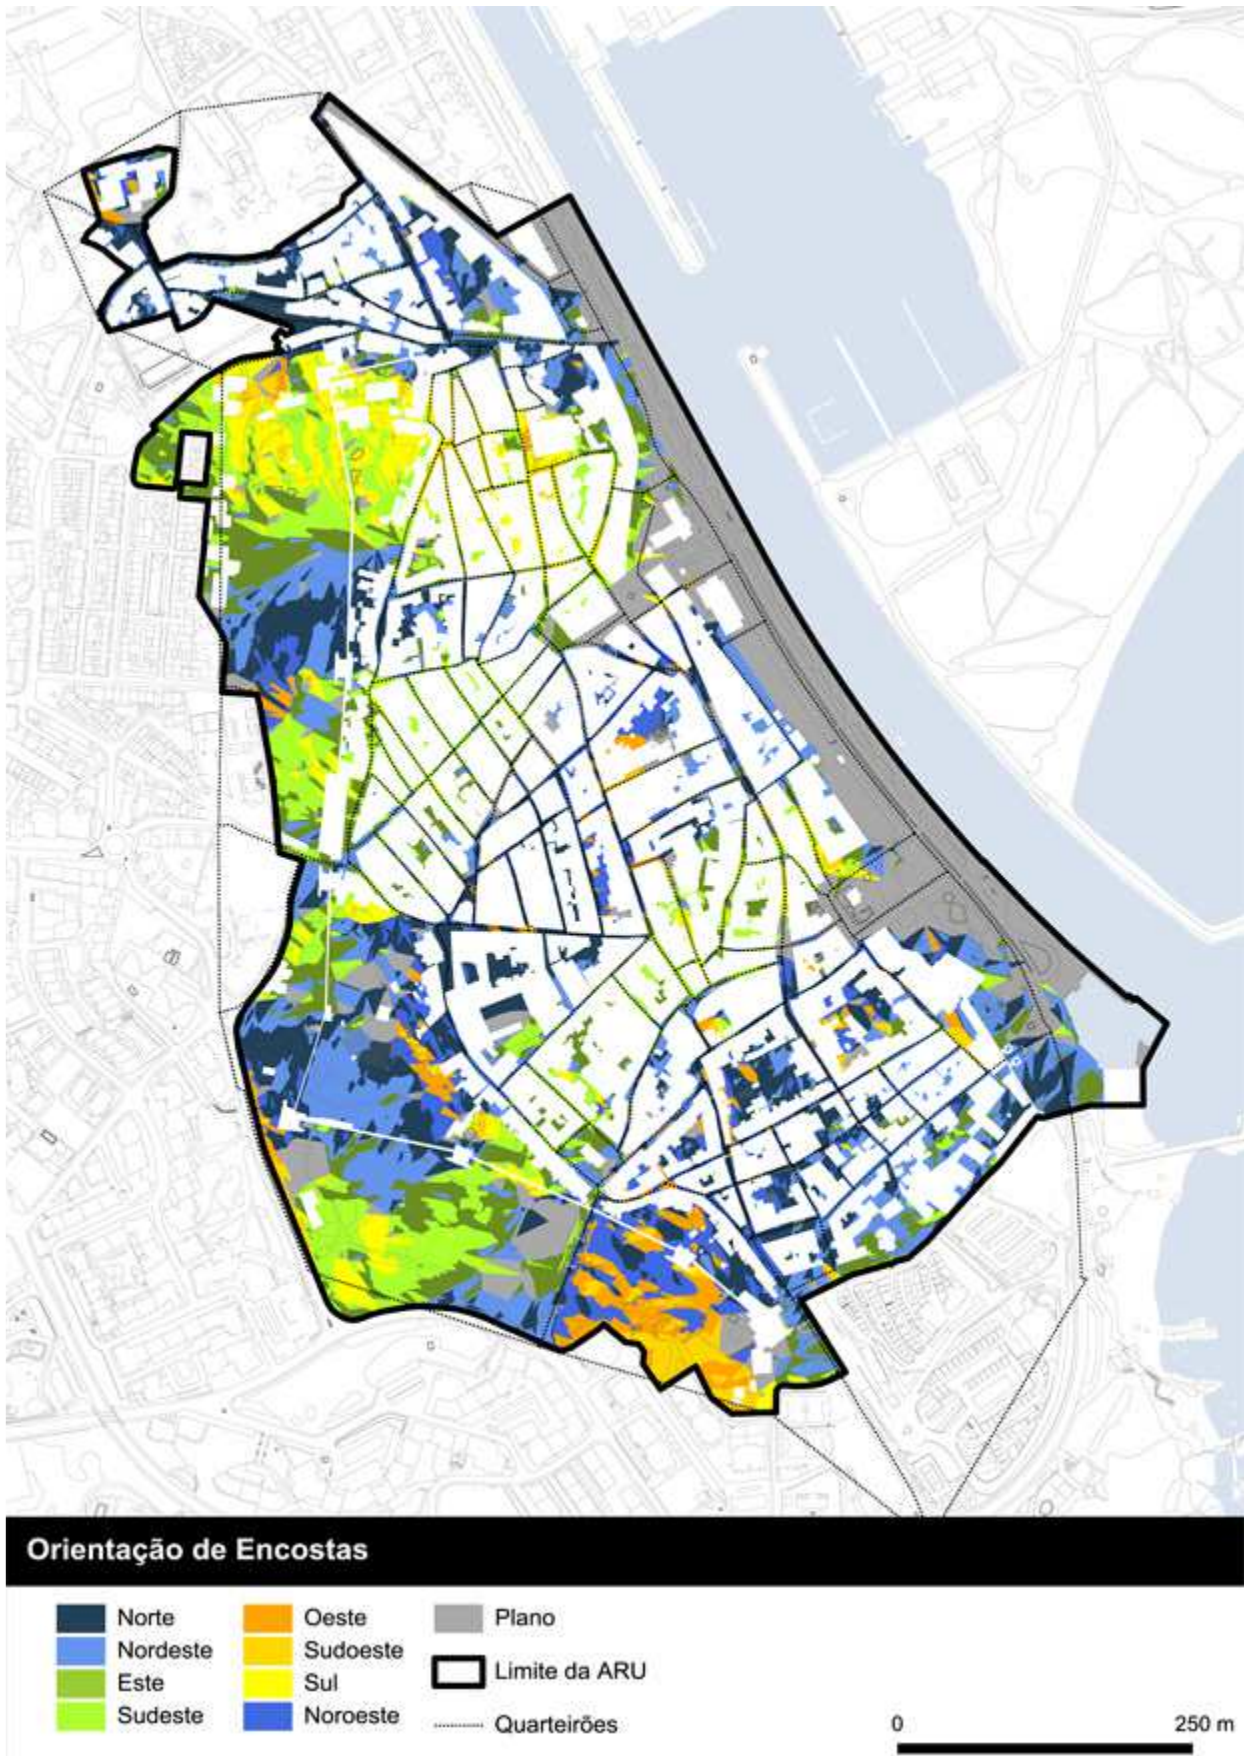 Orientação de Encostas
Norte
Nordeste
Este
Sudeste
Oeste
Sudoeste
Sul
Noroeste
Plano
Limite da ARU
Quarteirões
0 250 m